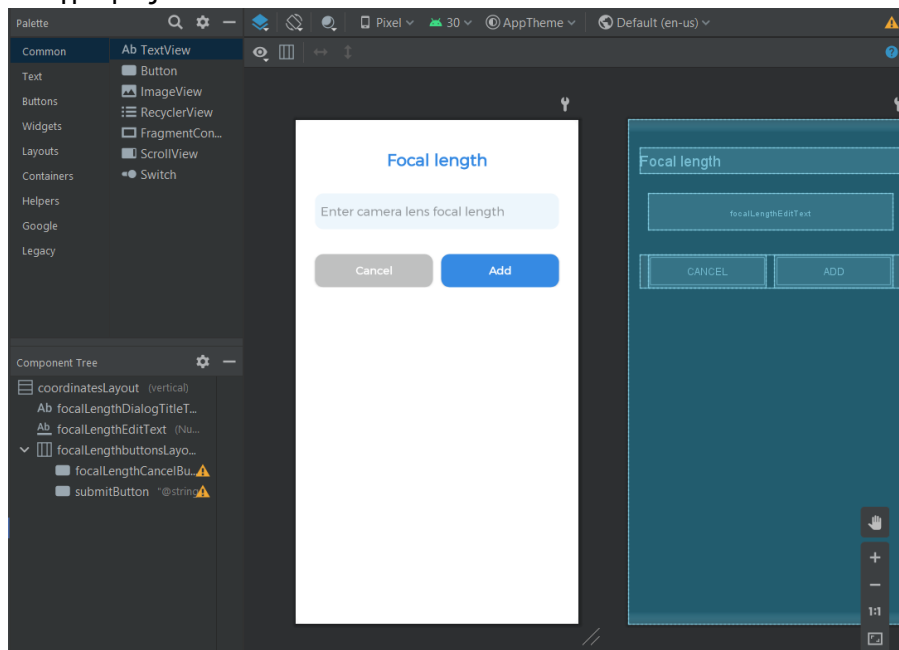 Palette
Pixel
30
AppTheme
Default (en-us)
Common
Text
Buttons
Widgets
Layouts
Containers
Helpers
Google
Legacy
Ab TextView
Button
ImageView
RecyclerView
FragmentCon...
ScrollView
Switch
Focal length
Enter camera lens focal length
Cancel
Add
Focal length
focalLengthEditText
CANCEL
ADD
Component Tree
coordinatesLayout (vertical)
Ab focalLengthDialogTitleT...
Ab focalLengthEditText (Nu...
focalLengthbuttonsLayo...
focalLengthCancelBu...
submitButton "@string
1:1